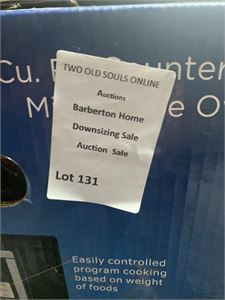 Cu. F
unter
M
e O
TWO OLD SOULS ONLINE
Auctions
Barberton Home
Downsizing Sale
Auction Sale
Lot 131
Easily controlled
program cooking
based on weight
of foods